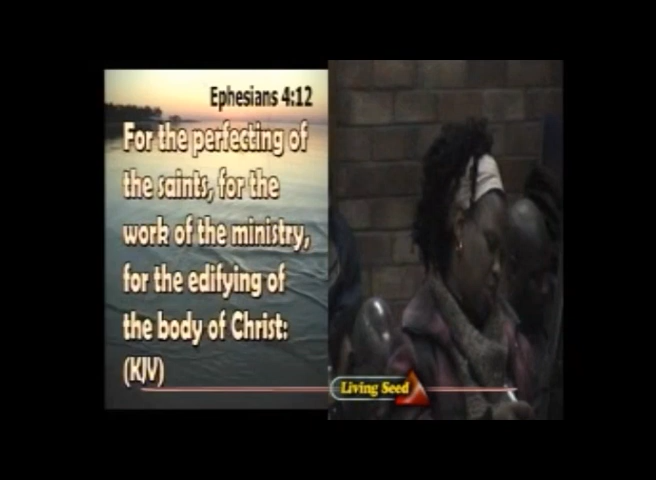 Ephesians 4:12
For the perfecting of
the saints, for the
work of the ministry,
for the edifying of
the body of Christ:
(KJV)
Living Seed